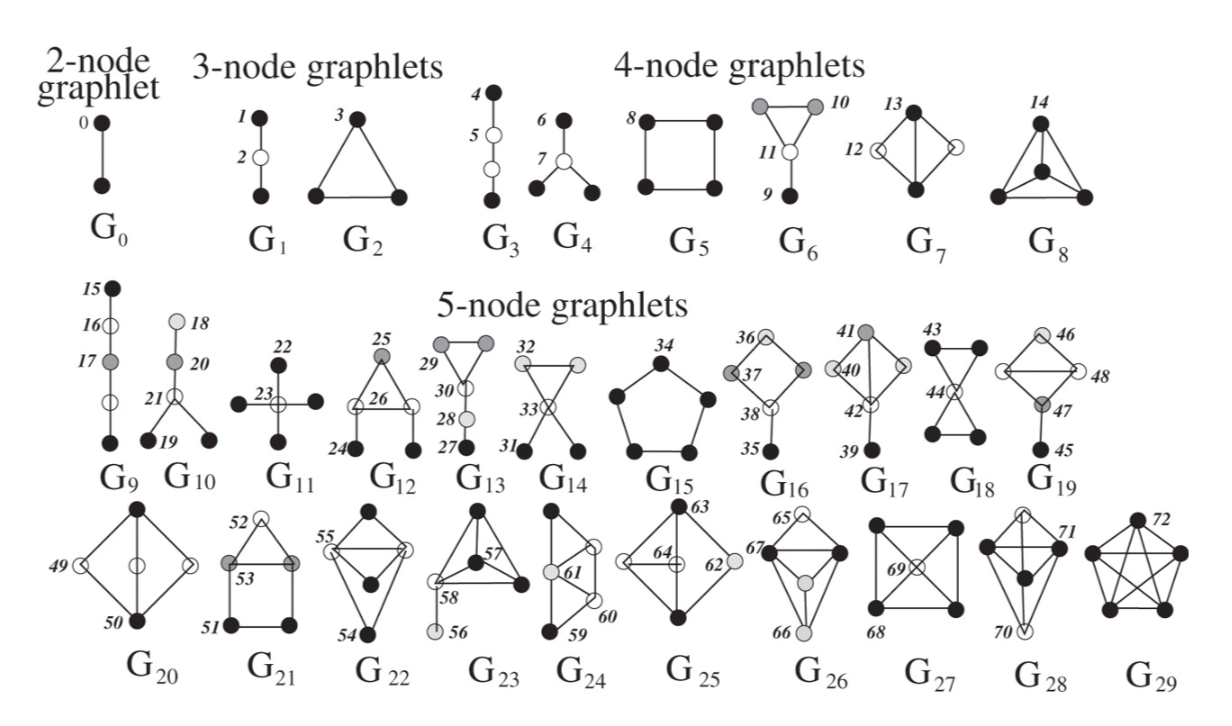 2-node
graphlet
3-node graphlets
4-node graphlets
0
1
2
3
4
5
6
7
8
10
11
9
13
12
14
G0
G1
G2
G3
G4
G5
G6
G7
G8
5-node graphlets
15
16
17
18
20
21
19
22
23
25
26
24
29
30
28
27
32
33
31
34
36
37
38
35
41
40
42
39
43
44
46
48
47
45
G9
G10
G11
G12
G13
G14
G15
G16
G17
G18
G19
49
50
52
53
51
55
54
57
58
56
61
60
59
63
64
62
65
67
66
69
68
71
70
72
G20
G21
G22
G23
G24
G25
G26
G27
G28
G29